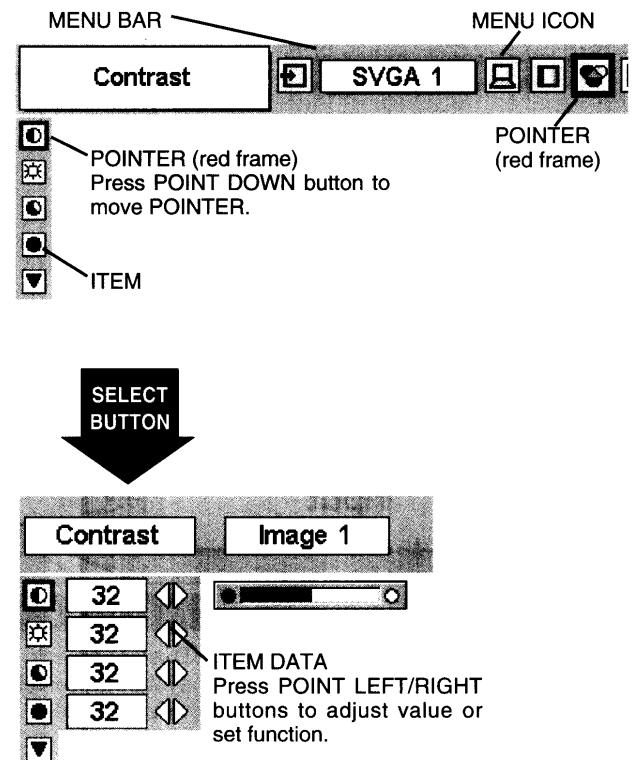 MENU BAR
MENU ICON
Contrast
SVGA 1
POINTER
(red frame)
POINTER (red frame)
Press POINT DOWN button to
move POINTER.
ITEM
SELECT
BUTTON
Contrast
Image 1
32
32
32
32
ITEM DATA
Press POINT LEFT/RIGHT
buttons to adjust value or
set function.